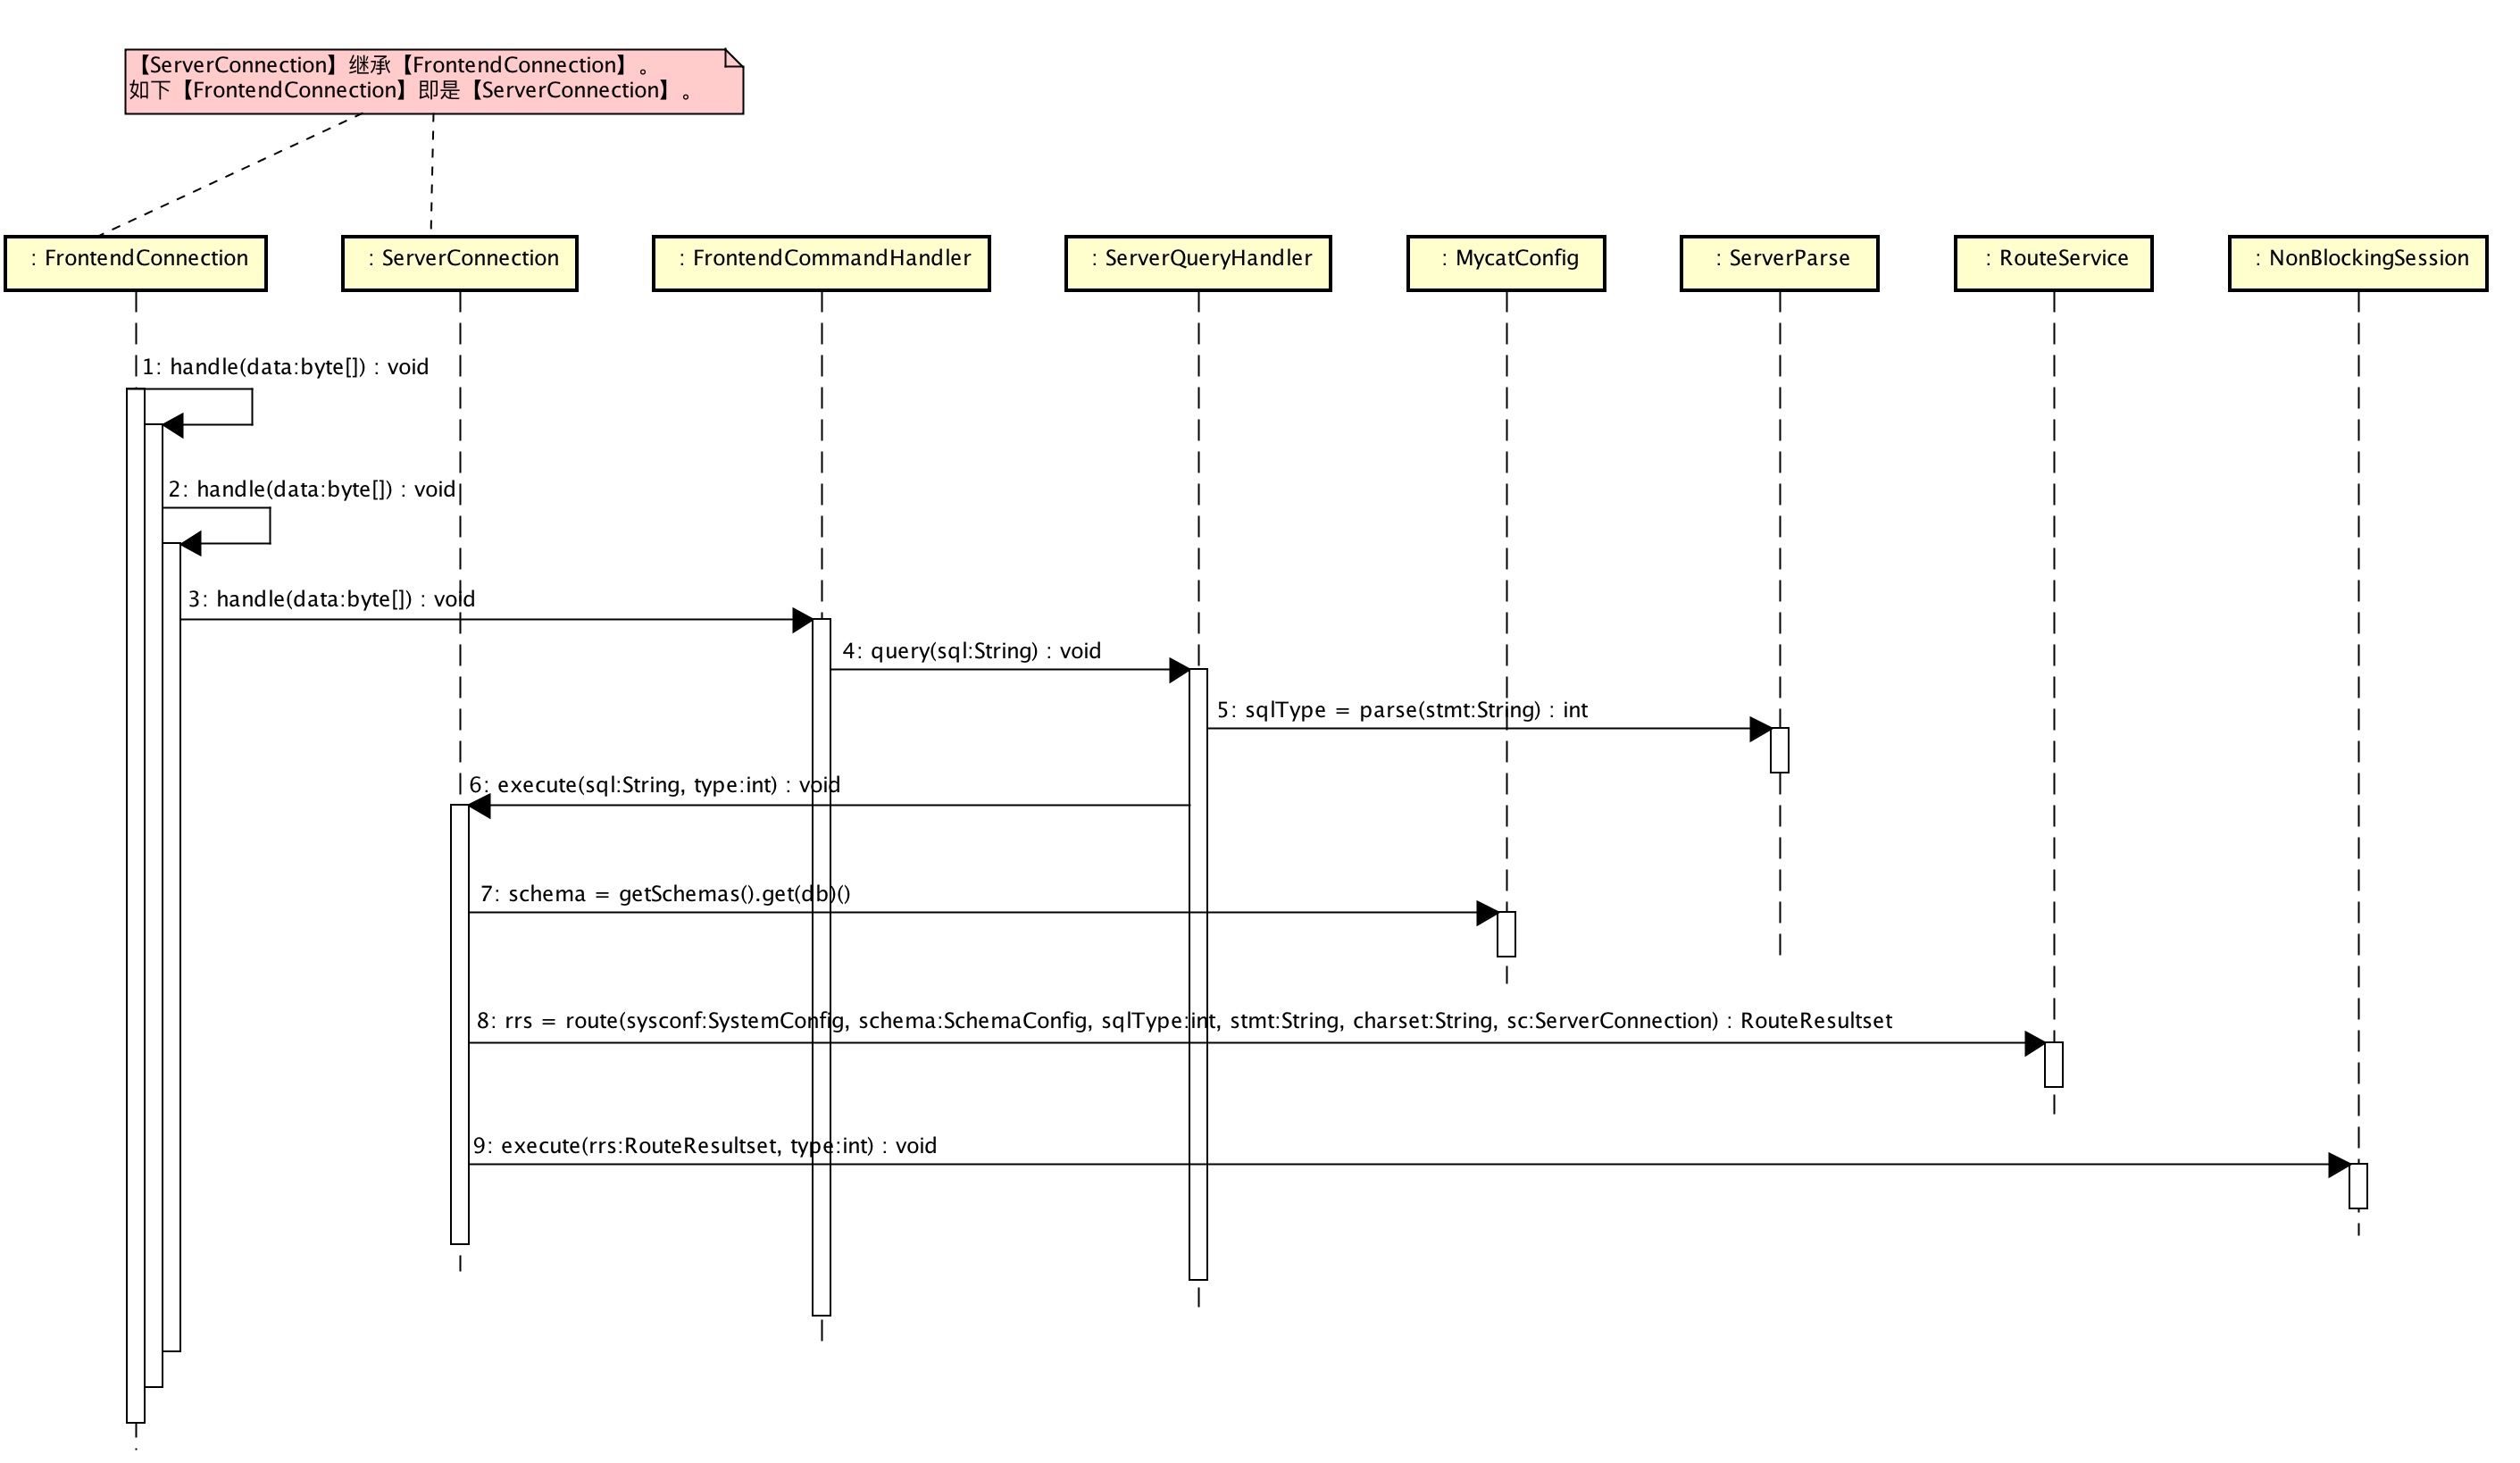 【ServerConnection】继承【FrontendConnection】。
如下【FrontendConnection】即是【ServerConnection】。
: FrontendConnection
: ServerConnection
: FrontendCommandHandler
: ServerQueryHandler
: MycatConfig
: ServerParse
: RouteService
: NonBlockingSession
1: handle(data:byte[]) : void
2: handle(data:byte[]) : void
3: handle(data:byte[]) : void
4: query(sql:String) : void
5: sqlType = parse(stmt:String) : int
6: execute(sql:String, type:int) : void
7: schema = getSchemas().get(db)()
8: rrs = route(sysconf:SystemConfig, schema:SchemaConfig, sqlType:int, stmt:String, charset:String, sc:ServerConnection) : RouteResultset
9: execute(rrs:RouteResultset, type:int) : void